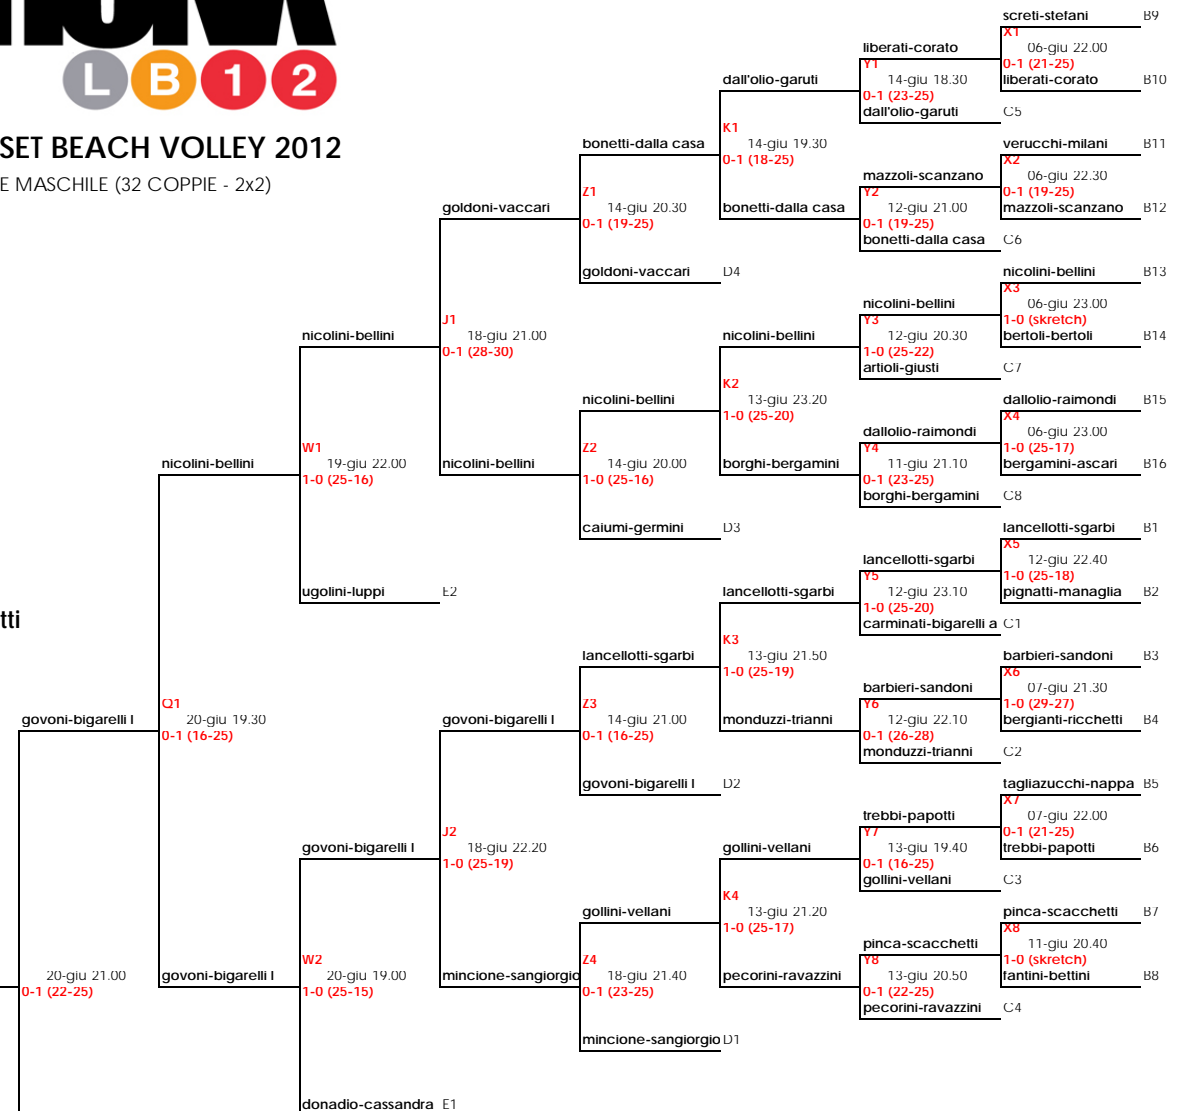 L B 1 2
SET BEACH VOLLEY 2012
E MASCHILE (32 COPPIE - 2x2)
screti-stefani B9
X1
06-giu 22.00
0-1 (21-25)
liberati-corato B10
liberati-corato
Y1
14-giu 18.30
0-1 (23-25)
dall'olio-garuti C5
dall'olio-garuti
K1
14-giu 19.30
0-1 (18-25)
verucchi-milani B11
X2
06-giu 22.30
0-1 (19-25)
mazzoli-scanzano B12
mazzoli-scanzano
Y2
12-giu 21.00
0-1 (19-25)
bonetti-dalla casa C6
bonetti-dalla casa
bonetti-dalla casa
Z1
14-giu 20.30
0-1 (19-25)
goldoni-vaccari D4
goldoni-vaccari
J1
18-giu 21.00
0-1 (28-30)
nicolini-bellini B13
X3
06-giu 23.00
1-0 (skretch)
bertoli-bertoli B14
nicolini-bellini
Y3
12-giu 20.30
1-0 (25-22)
artioli-giusti C7
nicolini-bellini
K2
13-giu 23.20
1-0 (25-20)
dallolio-raimondi B15
X4
06-giu 23.00
1-0 (25-17)
bergamini-ascari B16
dallolio-raimondi
Y4
11-giu 21.10
0-1 (23-25)
borghi-bergamini C8
borghi-bergamini
nicolini-bellini
Z2
14-giu 20.00
1-0 (25-16)
caiumi-germini D3
nicolini-bellini
nicolini-bellini
W1
19-giu 22.00
1-0 (25-16)
ugolini-luppi E2
nicolini-bellini
Q1
20-giu 19.30
0-1 (16-25)
lancellotti-sgarbi B1
X5
12-giu 22.40
1-0 (25-18)
pignatti-managlia B2
lancellotti-sgarbi
Y5
12-giu 23.10
1-0 (25-20)
carminati-bigarelli a C1
lancellotti-sgarbi
K3
13-giu 21.50
1-0 (25-19)
barbieri-sandoni B3
X6
07-giu 21.30
1-0 (29-27)
bergianti-ricchetti B4
barbieri-sandoni
Y6
12-giu 22.10
0-1 (26-28)
monduzzi-trianni C2
monduzzi-trianni
lancellotti-sgarbi
Z3
14-giu 21.00
0-1 (16-25)
govoni-bigarelli l D2
govoni-bigarelli l
J2
18-giu 22.20
1-0 (25-19)
tagliazucchi-nappa B5
X7
07-giu 22.00
0-1 (21-25)
trebbi-papotti B6
trebbi-papotti
Y7
13-giu 19.40
0-1 (16-25)
gollini-vellani C3
gollini-vellani
K4
13-giu 21.20
1-0 (25-17)
pinca-scacchetti B7
X8
11-giu 20.40
1-0 (skretch)
fantini-bettini B8
pinca-scacchetti
Y8
13-giu 20.50
0-1 (22-25)
pecorini-ravazzini C4
pecorini-ravazzini
gollini-vellani
Z4
18-giu 21.40
0-1 (23-25)
mincione-sangiorgio D1
mincione-sangiorgio
govoni-bigarelli l
W2
20-giu 19.00
1-0 (25-15)
donadio-cassandra E1
govoni-bigarelli l
govoni-bigarelli l
20-giu 21.00
0-1 (22-25)
tti